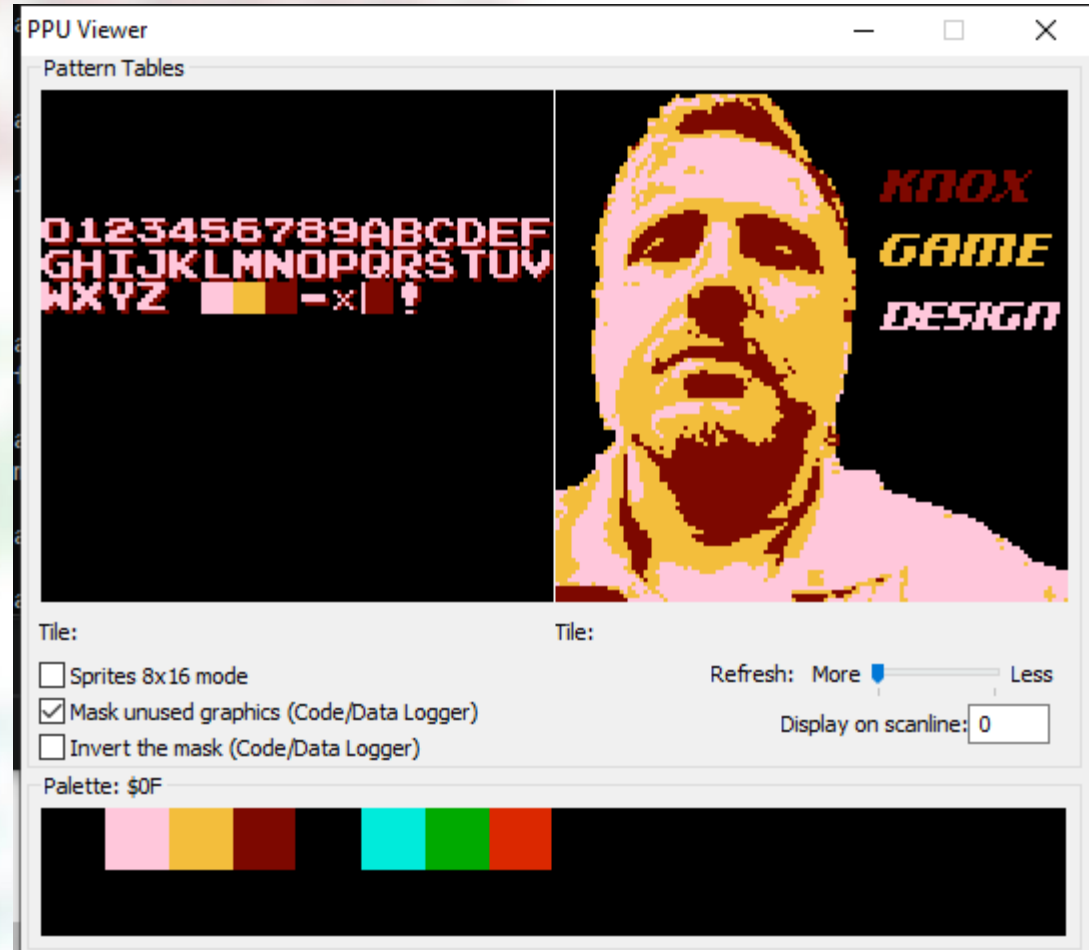 PPU Viewer
Pattern Tables
0123456789ABCDEF
GHIJKLMNOPQRSTUV
WXYZ -×| !
KNOX
GAME
DESIGN
Tile:
Tile:
Sprites 8x16 mode
Mask unused graphics (Code/Data Logger)
Invert the mask (Code/Data Logger)
Refresh: More Less
Display on scanline: 0
Palette: $0F